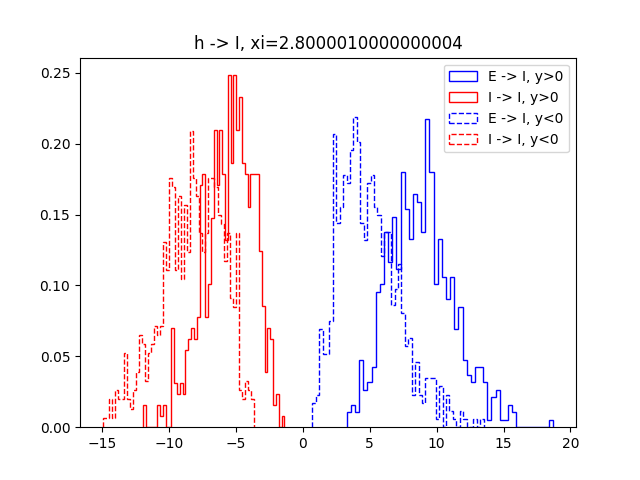 h -> I, xi=2.8000010000000004
E -> I, y>0
I -> I, y>0
E -> I, y<0
I -> I, y<0
0.25
0.20
0.15
0.10
0.05
0.00
−15 −10 −5 0 5 10 15 20